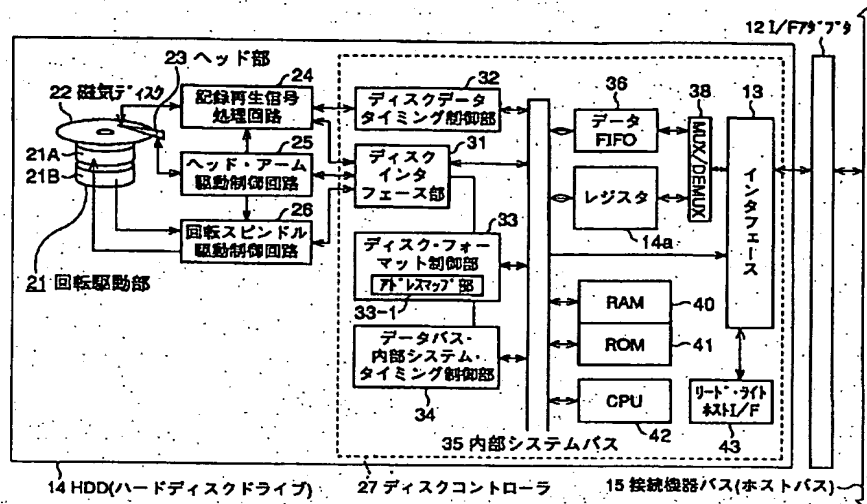 12 I/Fアダプタ
23 ヘッド部
22 磁気ディスク
24
記録再生信号
処理回路
32
ディスクデータ
タイミング制御部
36
データ
FIFO
38
MUX/DEMUX
13
インタフェース
21A
21B
25
ヘッド・アーム
駆動制御回路
31
ディスク
インタ
フェース部
レジスタ
14a
26
回転スピンドル
駆動制御回路
21 回転駆動部
33
ディスク・フォー
マット制御部
アドレスマップ部
33-1
RAM
40
ROM
41
データバス・
内部システム・
タイミング制御部
34
CPU
42
リード・ライト
ホストI/F
43
35 内部システムバス
14 HDD(ハードディスクドライブ)
27 ディスクコントローラ
15 接続機器バス(ホストバス)